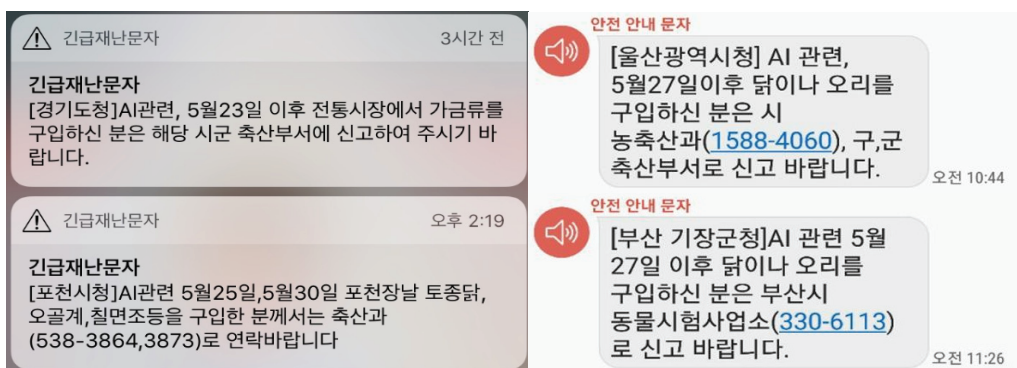 긴급재난문자
3시간 전
긴급재난문자
[경기도청]AI관련, 5월23일 이후 전통시장에서 가금류를
구입하신 분은 해당 시군 축산부서에 신고하여 주시기 바
랍니다.
긴급재난문자
오후 2:19
긴급재난문자
[포천시청]AI관련 5월25일,5월30일 포천장날 토종닭,
오골계,칠면조등을 구입한 분께서는 축산과
(538-3864,3873)로 연락바랍니다
안전 안내 문자
[울산광역시청] AI 관련,
5월27일이후 닭이나 오리를
구입하신 분은 시
농축산과(1588-4060), 구,군
축산부서로 신고 바랍니다.
오전 10:44
안전 안내 문자
[부산 기장군청]AI 관련 5월
27일 이후 닭이나 오리를
구입하신 분은 부산시
동물시험사업소(330-6113)
로 신고 바랍니다.
오전 11:26